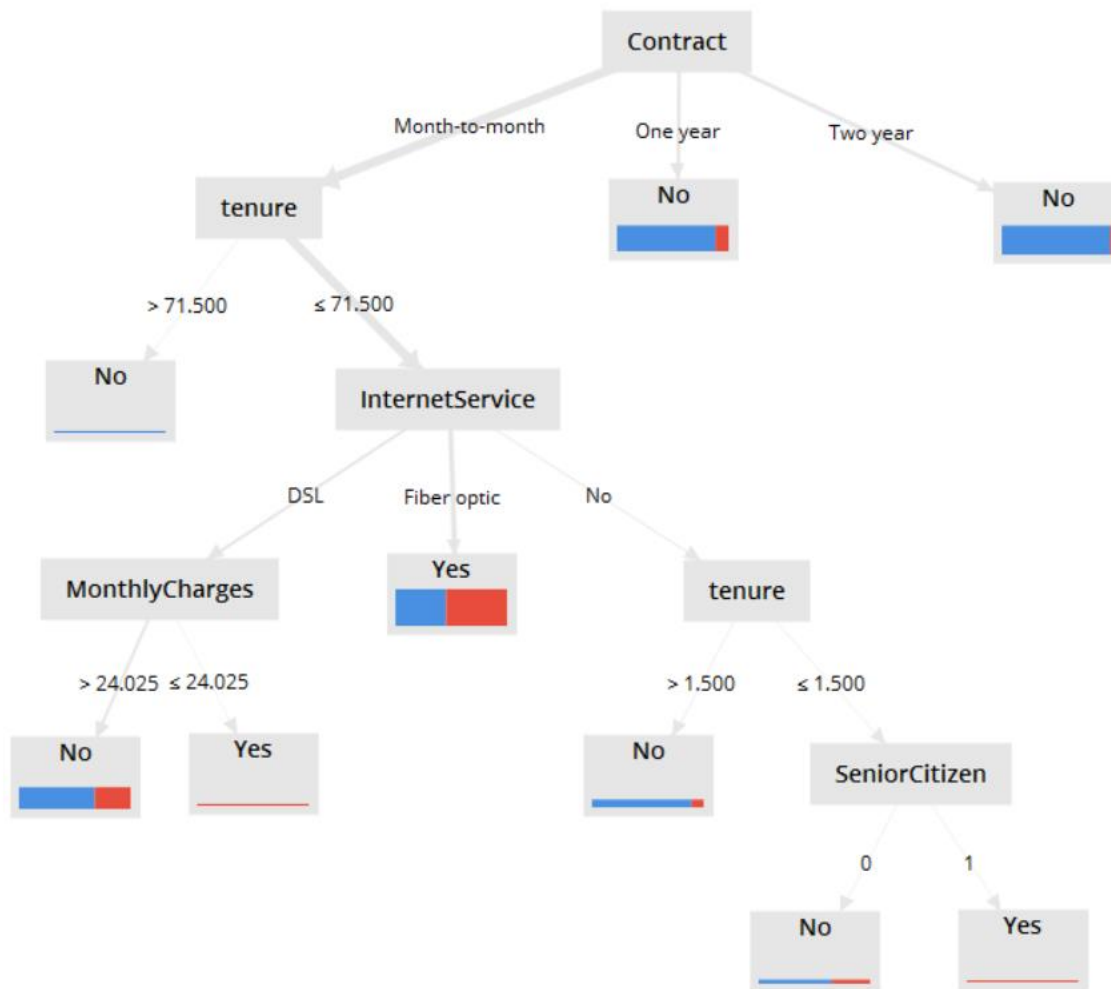 Contract
Month-to-month
One year
Two year
tenure
No
No
> 71.500
≤ 71.500
No
InternetService
DSL
Fiber optic
No
MonthlyCharges
Yes
tenure
> 24.025
≤ 24.025
> 1.500
≤ 1.500
No
Yes
No
SeniorCitizen
0
1
No
Yes